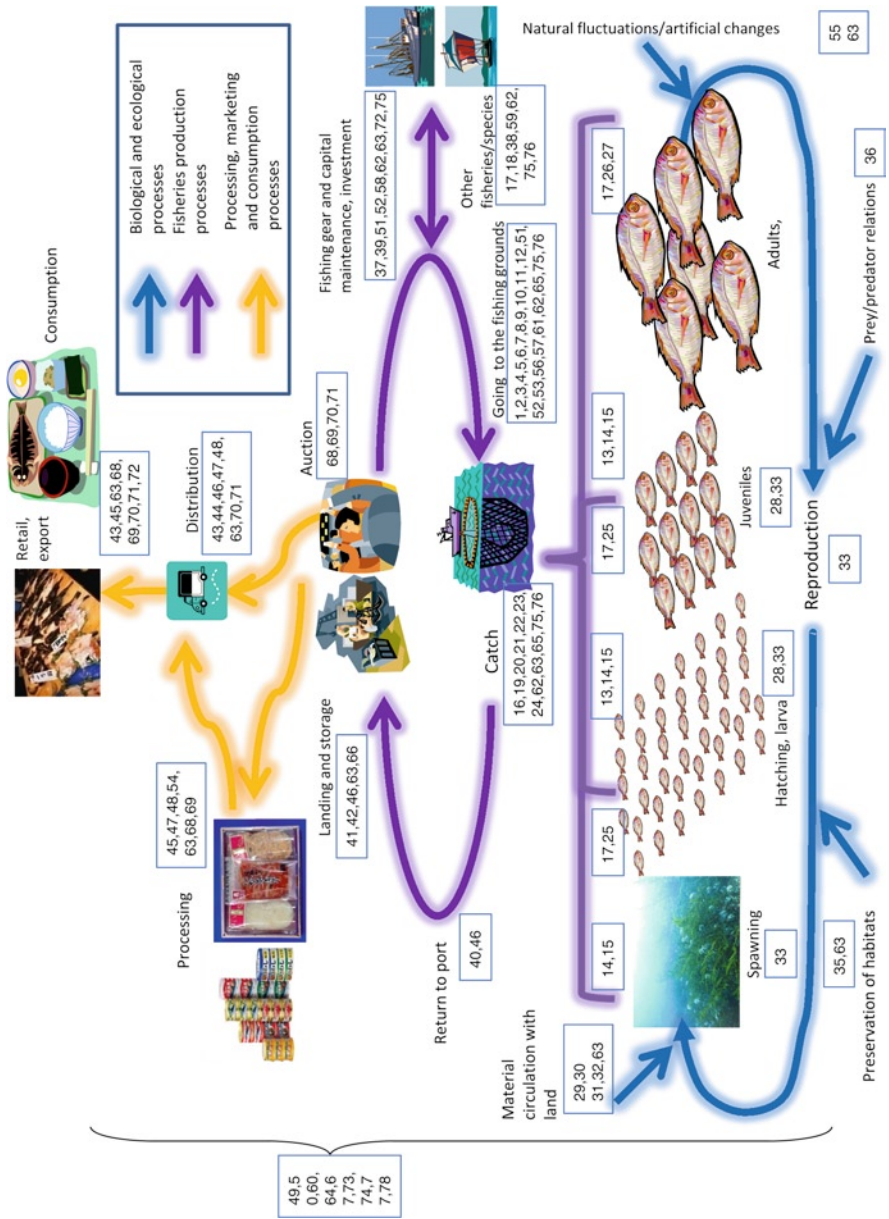 Consumption
Biological and ecological
processes
Fisheries production
processes
Processing, marketing
and consumption
processes
Retail,
export
43,45,63,68,
69,70,71,72
Distribution
43,44,46,47,48,
63,70,71
Processing
45,47,48,54,
63,68,69
Auction
68,69,70,71
Landing and storage
41,42,46,63,66
Fishing gear and capital
maintenance, investment
37,39,51,52,58,62,63,72,75
Other
fisheries/species
17,18,38,59,62,
75,76
Going to the fishing grounds
1,2,3,4,5,6,7,8,9,10,11,12,51,
52,53,56,57,61,62,65,75,76
Return to port
40,46
Catch
16,19,20,21,22,23,
24,62,63,65,75,76
Natural fluctuations/artificial changes
55
63
Material
circulation with
land
29,30
31,32,63
14,15
17,25
13,14,15
17,25
13,14,15
17,26,27
Spawning
33
Hatching, larva
28,33
Juveniles
28,33
Adults,
Reproduction
33
Preservation of habitats
35,63
Prey/predator relations
36
49,5
0,60,
64,6
7,73,
74,7
7,78